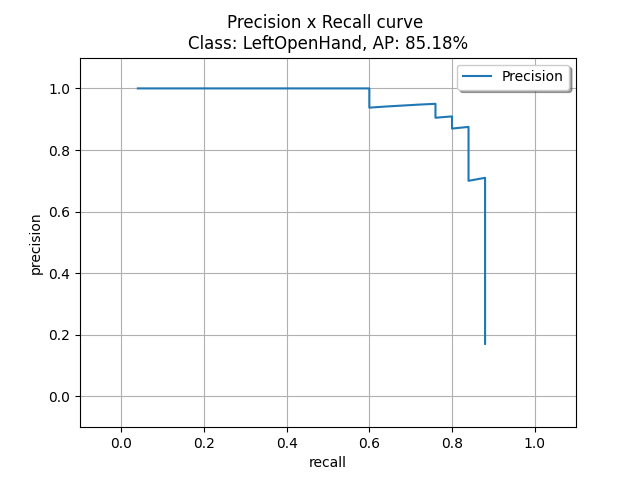 Precision x Recall curve
Class: LeftOpenHand, AP: 85.18%
Precision
1.0
0.8
0.6
0.4
0.2
0.0
precision
0.0 0.2 0.4 0.6 0.8 1.0
recall